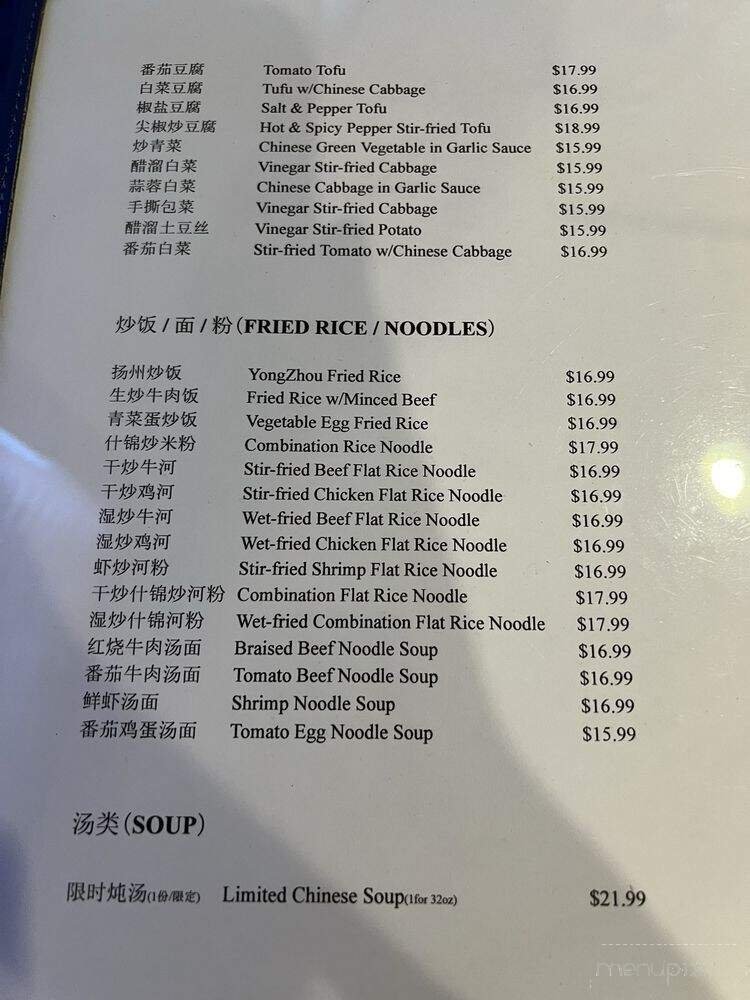 番茄豆腐 Tomato Tofu $17.99
白菜豆腐 Tufu w/Chinese Cabbage $16.99
椒盐豆腐 Salt & Pepper Tofu $16.99
尖椒炒豆腐 Hot & Spicy Pepper Stir-fried Tofu $18.99
炒青菜 Chinese Green Vegetable in Garlic Sauce $15.99
醋溜白菜 Vinegar Stir-fried Cabbage $15.99
蒜蓉白菜 Chinese Cabbage in Garlic Sauce $15.99
手撕包菜 Vinegar Stir-fried Cabbage $15.99
醋溜土豆丝 Vinegar Stir-fried Potato $15.99
番茄白菜 Stir-fried Tomato w/Chinese Cabbage $16.99
炒饭 / 面 / 粉 (FRIED RICE / NOODLES)
扬州炒饭 YongZhou Fried Rice $16.99
生炒牛肉饭 Fried Rice w/Minced Beef $16.99
青菜蛋炒饭 Vegetable Egg Fried Rice $16.99
什锦炒米粉 Combination Rice Noodle $17.99
干炒牛河 Stir-fried Beef Flat Rice Noodle $16.99
干炒鸡河 Stir-fried Chicken Flat Rice Noodle $16.99
湿炒牛河 Wet-fried Beef Flat Rice Noodle $16.99
湿炒鸡河 Wet-fried Chicken Flat Rice Noodle $16.99
虾炒河粉 Stir-fried Shrimp Flat Rice Noodle $16.99
干炒什锦炒河粉 Combination Flat Rice Noodle $17.99
湿炒什锦河粉 Wet-fried Combination Flat Rice Noodle $17.99
红烧牛肉汤面 Braised Beef Noodle Soup $16.99
番茄牛肉汤面 Tomato Beef Noodle Soup $16.99
鲜虾汤面 Shrimp Noodle Soup $16.99
番茄鸡蛋汤面 Tomato Egg Noodle Soup $15.99
汤类 (SOUP)
限时炖汤(1份/限定) Limited Chinese Soup(1for 32oz) $21.99
menupix